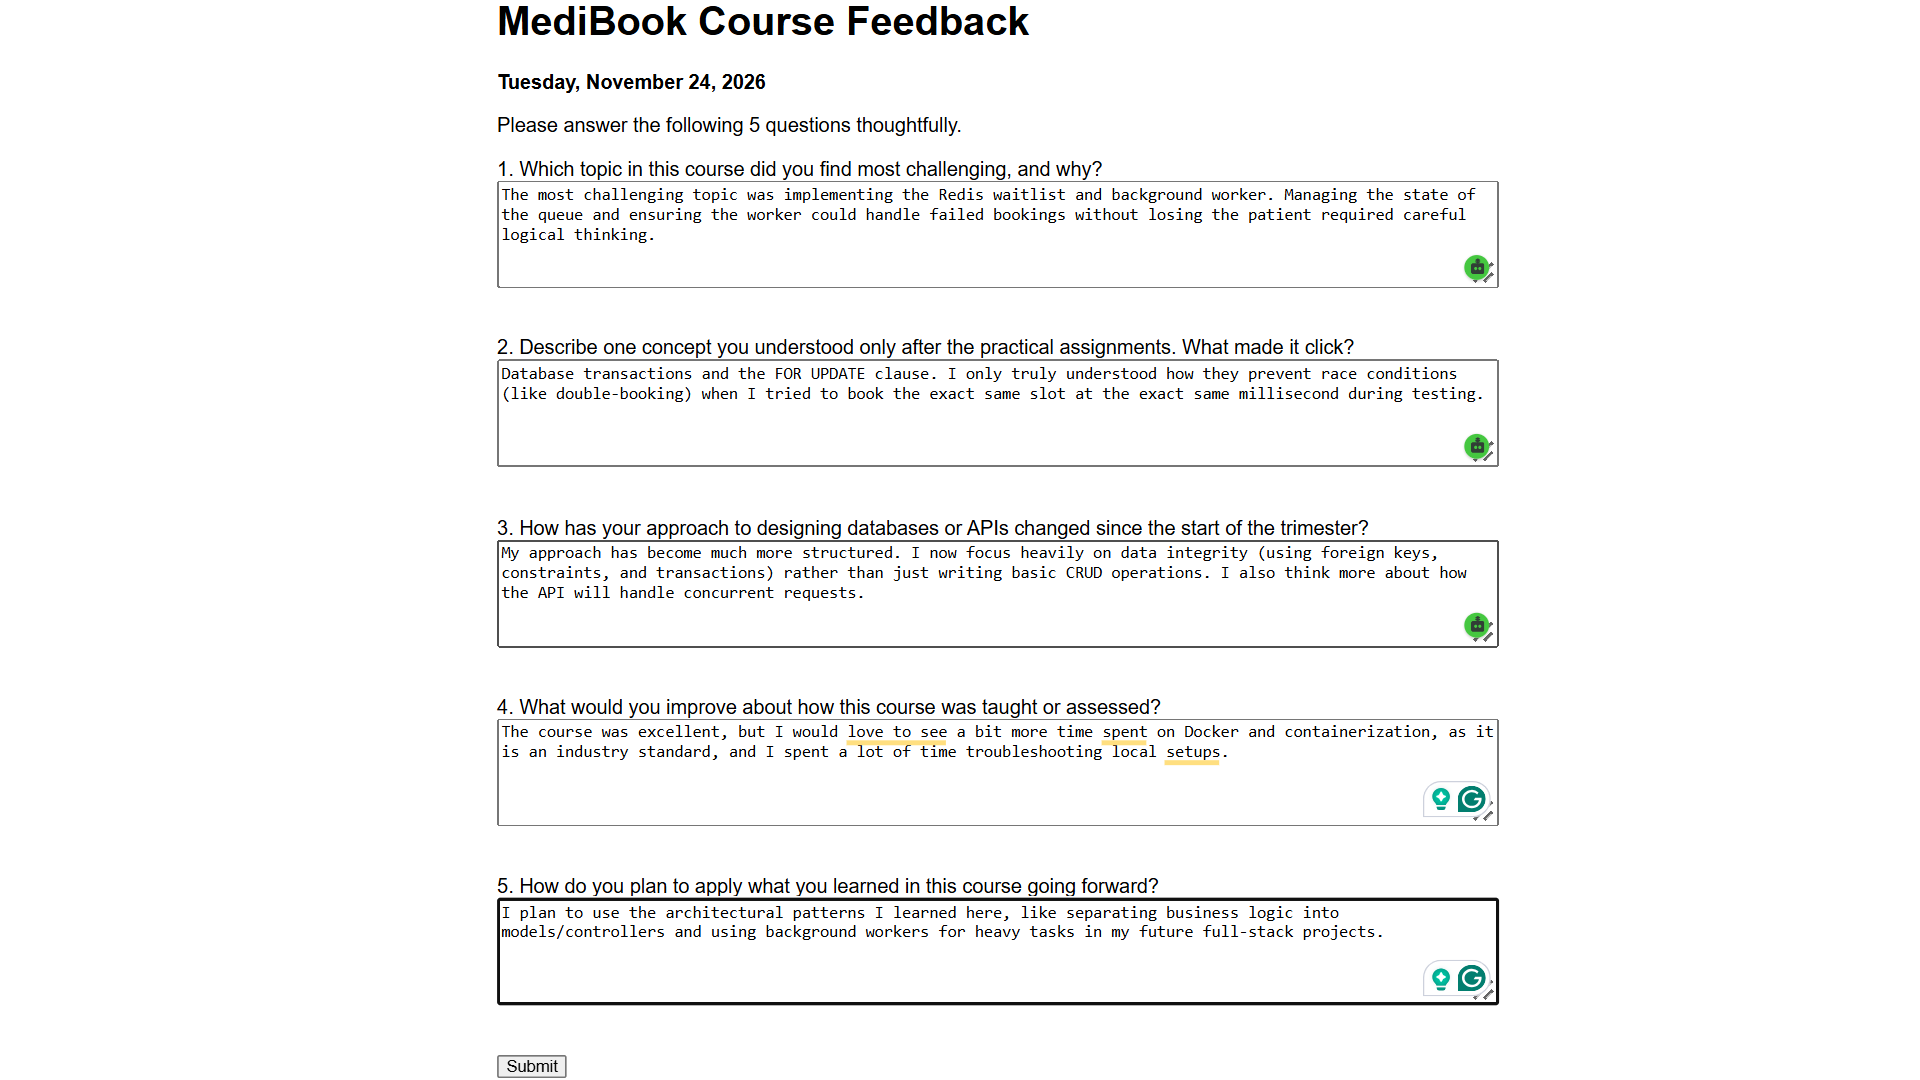 MediBook Course Feedback
Tuesday, November 24, 2026
Please answer the following 5 questions thoughtfully.
1. Which topic in this course did you find most challenging, and why?
The most challenging topic was implementing the Redis waitlist and background worker. Managing the state of
the queue and ensuring the worker could handle failed bookings without losing the patient required careful
logical thinking.
2. Describe one concept you understood only after the practical assignments. What made it click?
Database transactions and the FOR UPDATE clause. I only truly understood how they prevent race conditions
(like double-booking) when I tried to book the exact same slot at the exact same millisecond during testing.
3. How has your approach to designing databases or APIs changed since the start of the trimester?
My approach has become much more structured. I now focus heavily on data integrity (using foreign keys,
constraints, and transactions) rather than just writing basic CRUD operations. I also think more about how
the API will handle concurrent requests.
4. What would you improve about how this course was taught or assessed?
The course was excellent, but I would love to see a bit more time spent on Docker and containerization, as it
is an industry standard, and I spent a lot of time troubleshooting local setups.
5. How do you plan to apply what you learned in this course going forward?
I plan to use the architectural patterns I learned here, like separating business logic into
models/controllers and using background workers for heavy tasks in my future full-stack projects.
Submit